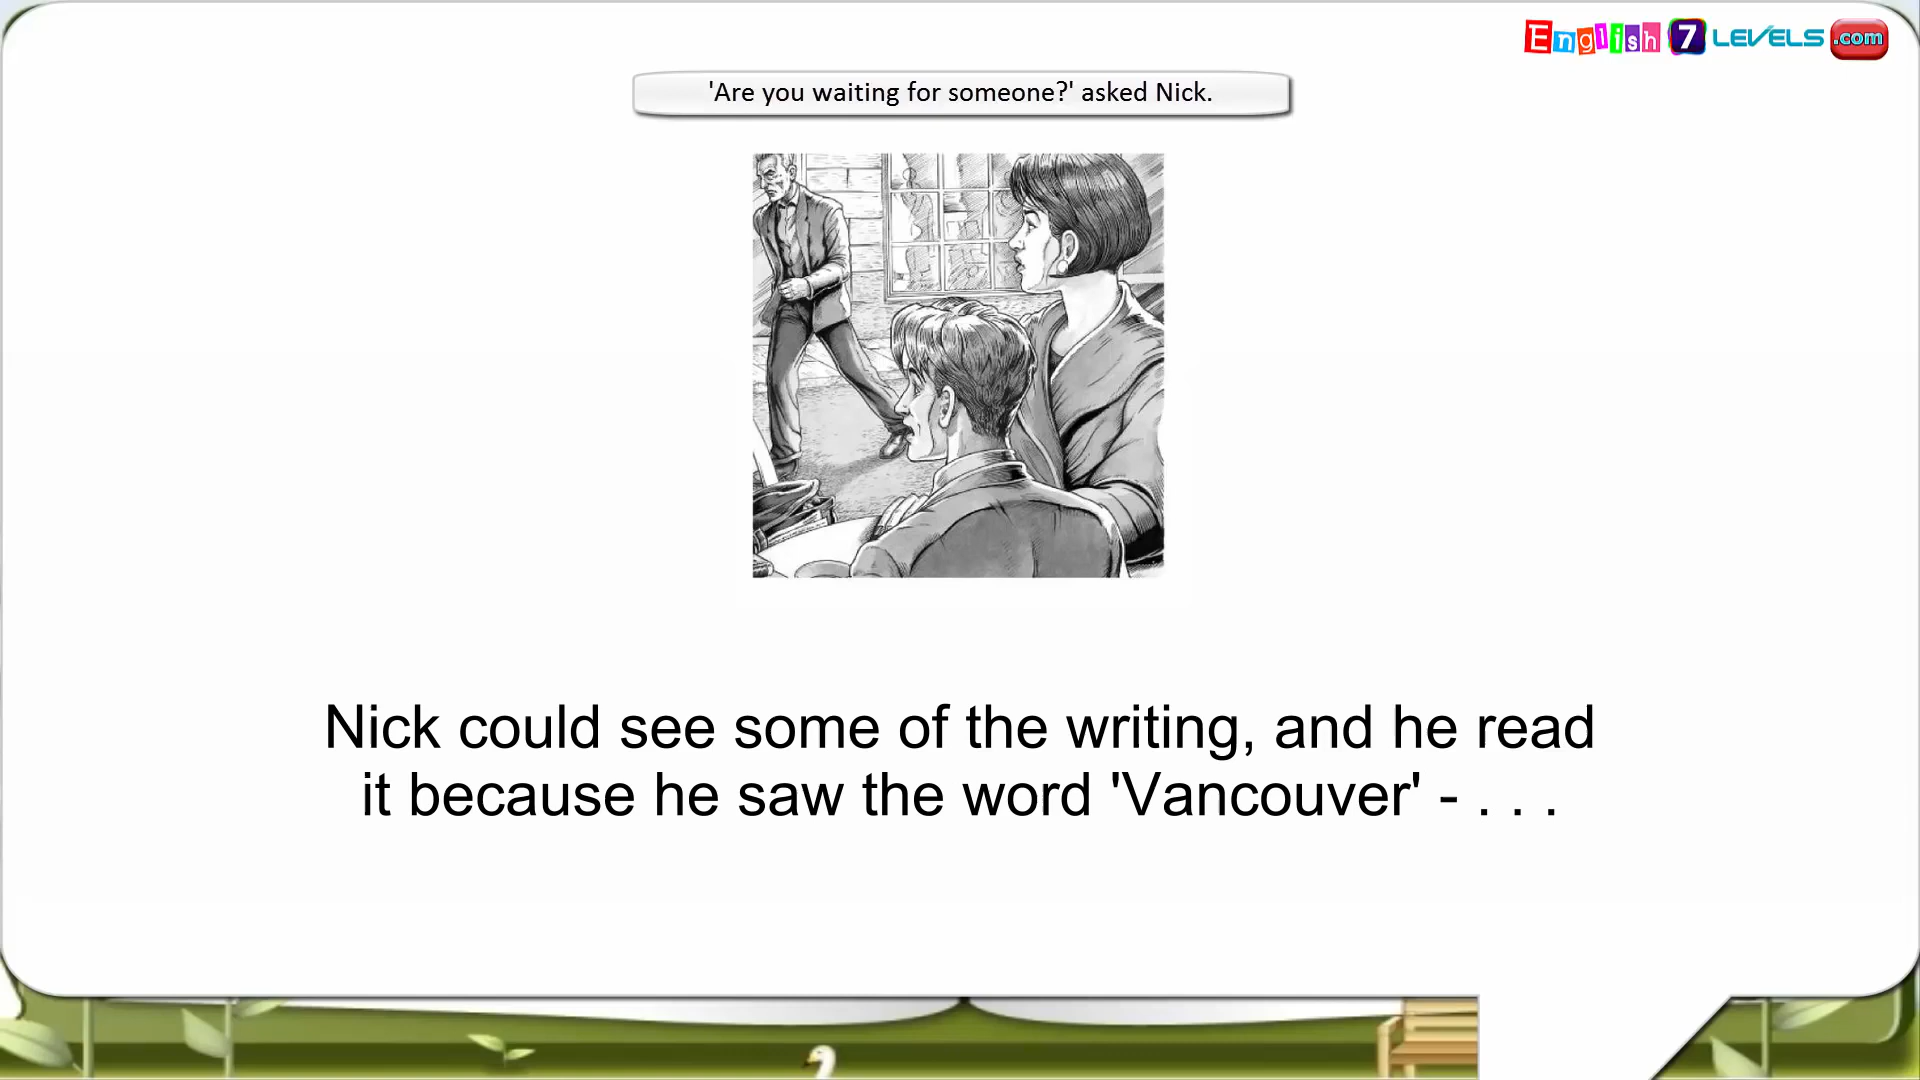 English 7 LEVELS .com
'Are you waiting for someone?' asked Nick.
Nick could see some of the writing, and he read
it because he saw the word 'Vancouver' - . . .